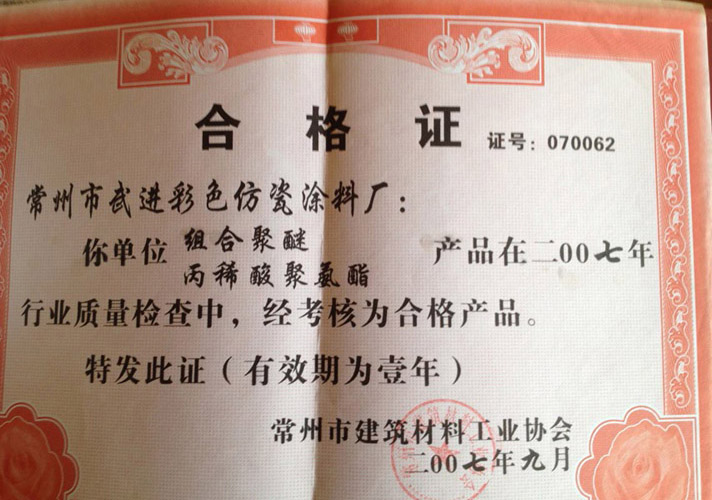 合格证 证号：070062
常州市武进彩色仿瓷涂料厂：
你单位 组合聚醚 产品在二00七年
丙稀酸聚氨酯
行业质量检查中，经考核为合格产品。
特发此证（有效期为壹年）
常州市建筑材料工业协会
二00七年九月